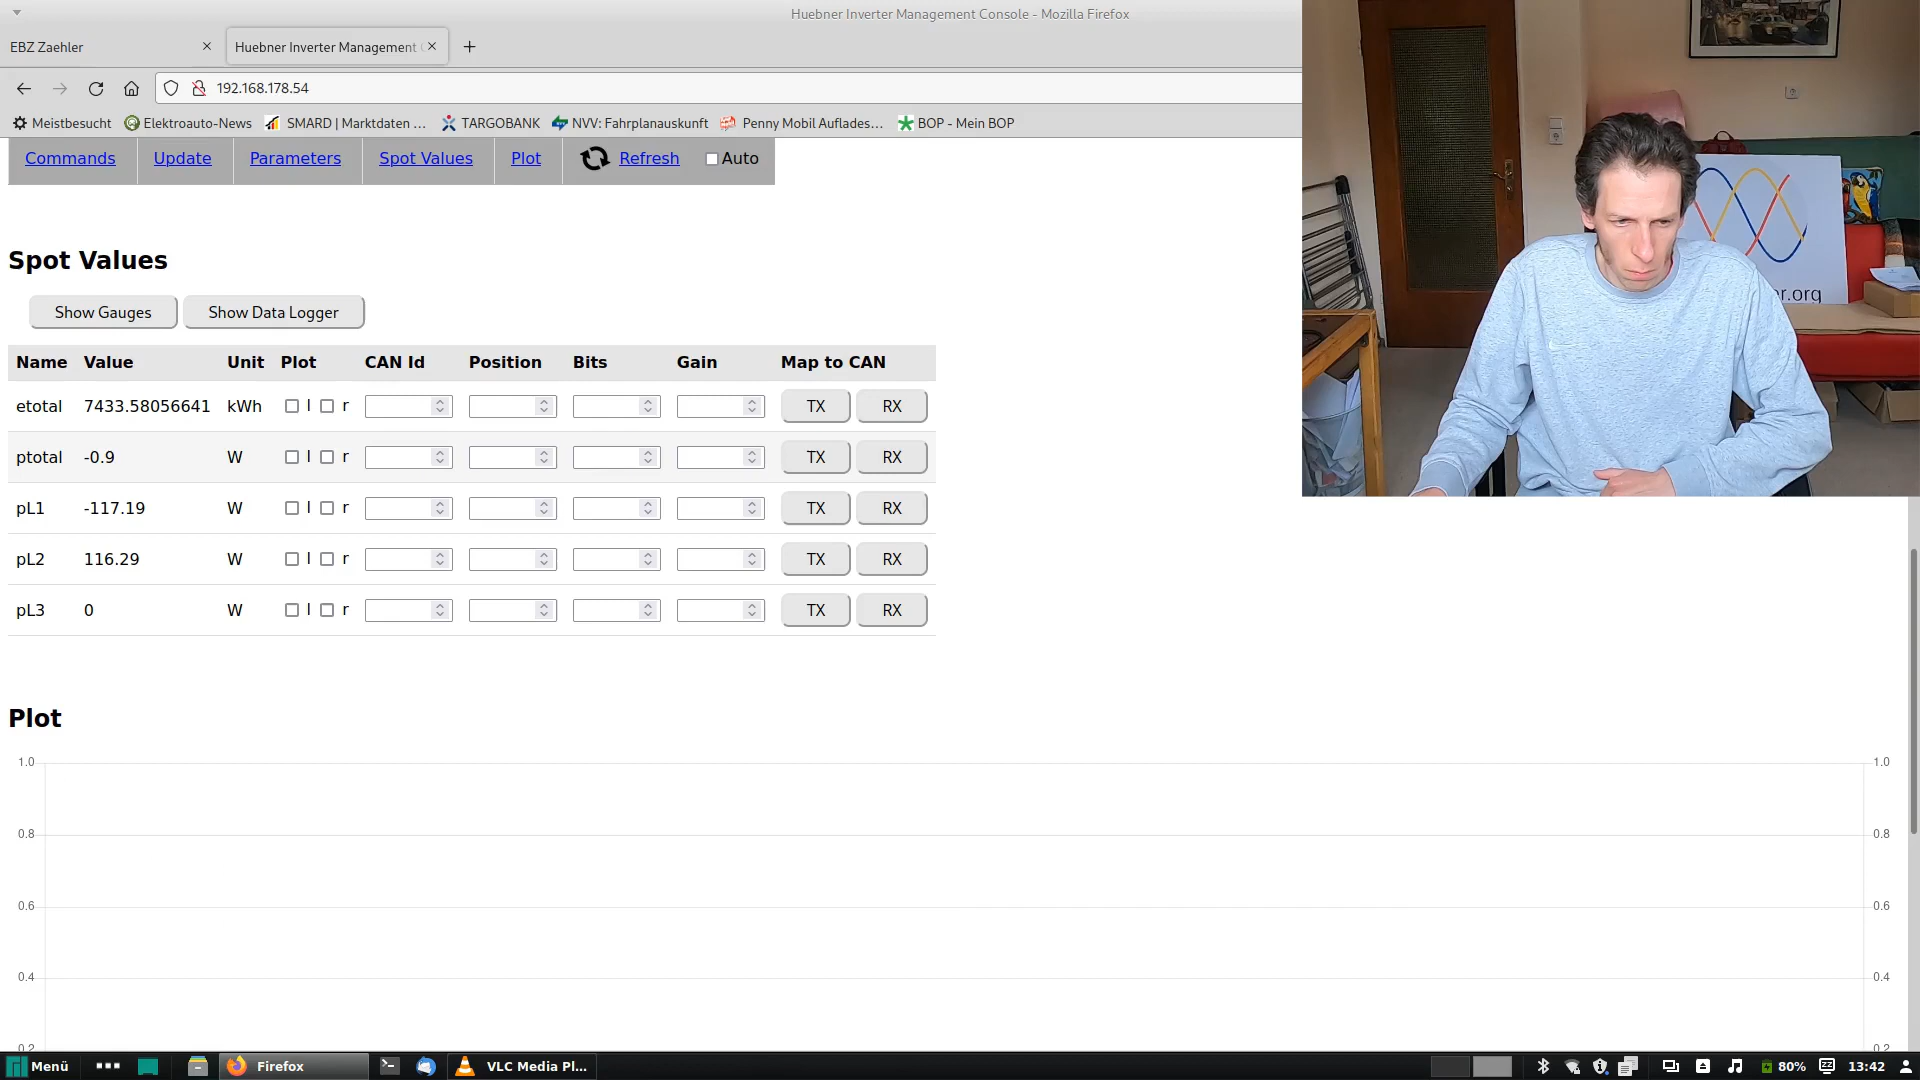 Huebner Inverter Management Console - Mozilla Firefox
EBZ Zaehler
Huebner Inverter Management
192.168.178.54
Meistbesucht
Elektroauto-News
SMARD | Marktdaten …
TARGOBANK
NVV: Fahrplanauskunft
Penny Mobil Auflades…
BOP - Mein BOP
Commands Update Parameters Spot Values Plot Refresh Auto
Spot Values
Show Gauges Show Data Logger
Name Value Unit Plot CAN Id Position Bits Gain Map to CAN
etotal 7433.58056641 kWh l r TX RX
ptotal -0.9 W l r TX RX
pL1 -117.19 W l r TX RX
pL2 116.29 W l r TX RX
pL3 0 W l r TX RX
r.org
Plot
1.0 1.0
0.8 0.8
0.6 0.6
0.4 0.4
0.2 0.2
Menü Firefox VLC Media Pl... 80% 13:42